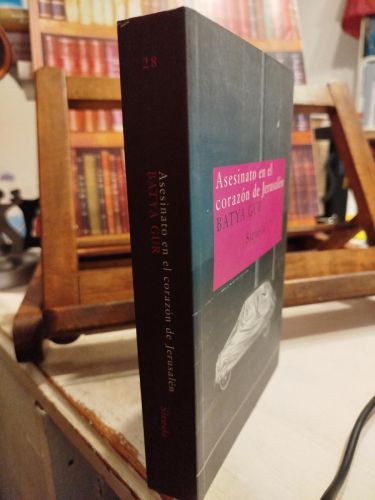 28
Asesinato en el corazón de Jerusalén
BATYA GUR
Siruela
Asesinato en el
corazón de Jerusalén
BATYA GUR
Siruela